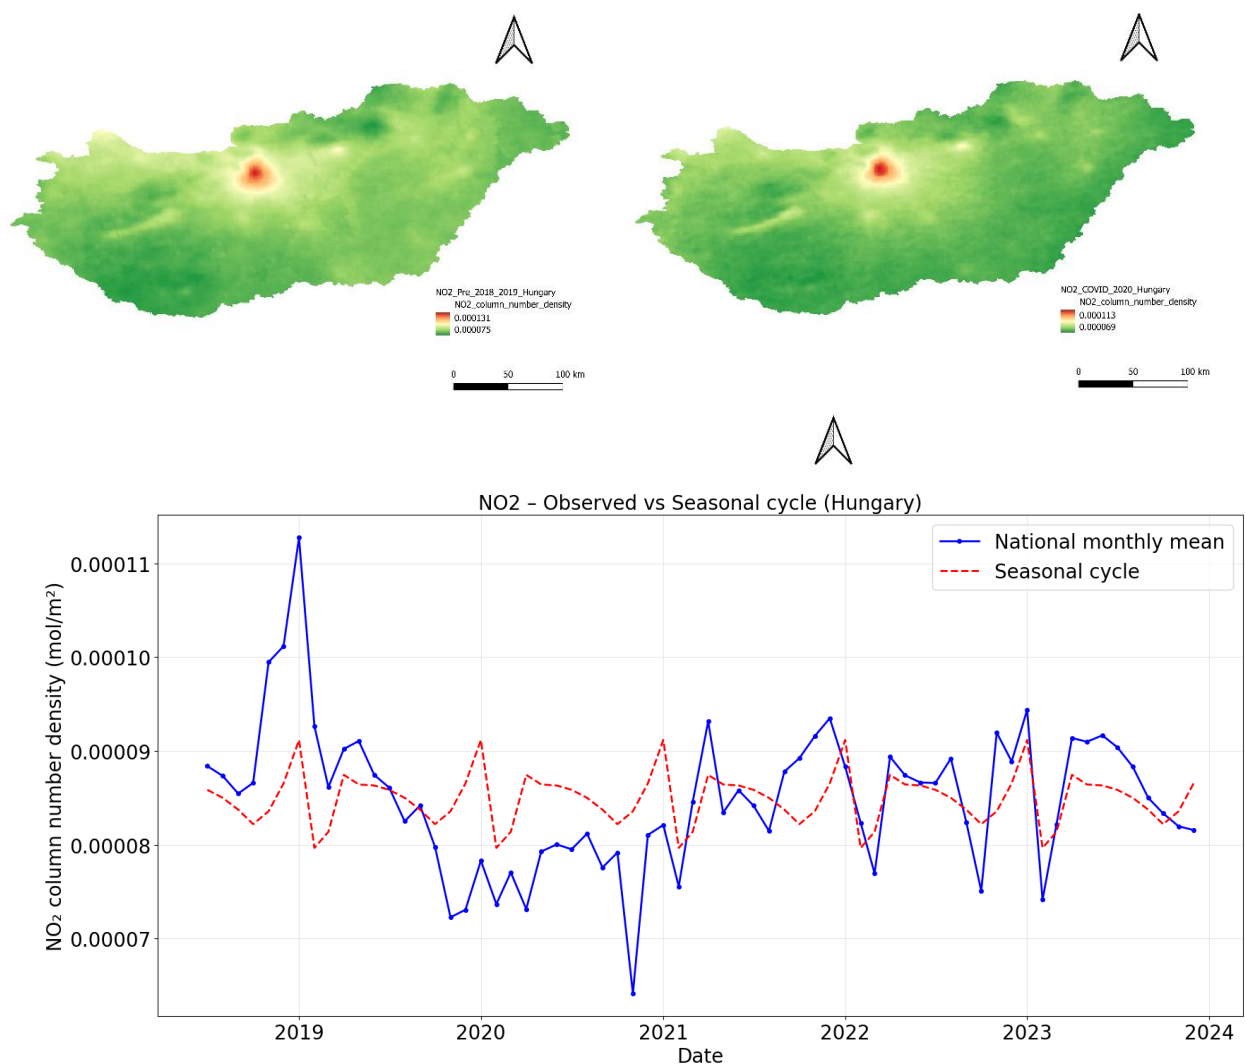 NO2_Pre_2018_2019_Hungary
NO2_column_number_density
0.000131
0.000075
0 50 100 km
NO2_COVID_2020_Hungary
NO2_column_number_density
0.000113
0.000069
0 50 100 km
NO2 – Observed vs Seasonal cycle (Hungary)
National monthly mean
Seasonal cycle
NO₂ column number density (mol/m²)
0.00011
0.00010
0.00009
0.00008
0.00007
2019 2020 2021 2022 2023 2024
Date